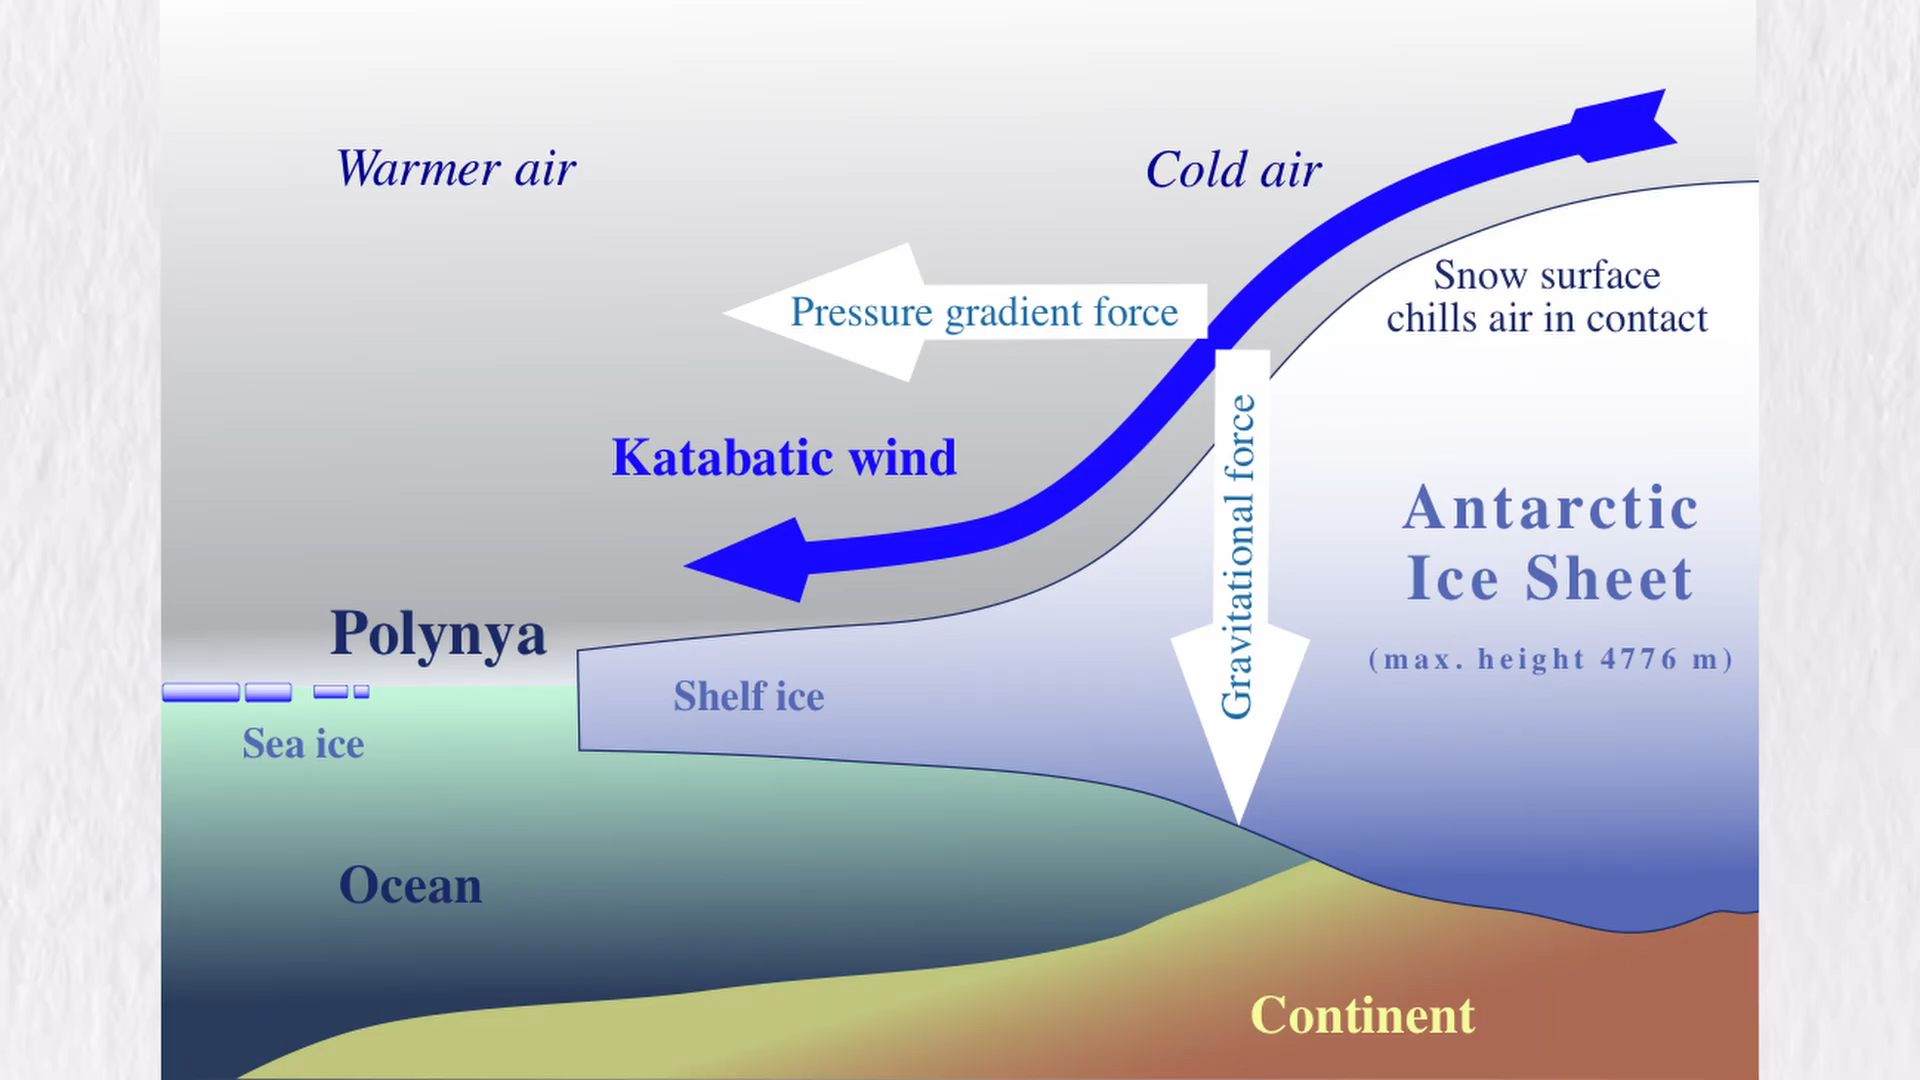 Warmer air
Cold air
Snow surface
chills air in contact
Pressure gradient force
Katabatic wind
Gravitational force
Antarctic
Ice Sheet
(max. height 4776 m)
Polynya
Shelf ice
Sea ice
Ocean
Continent